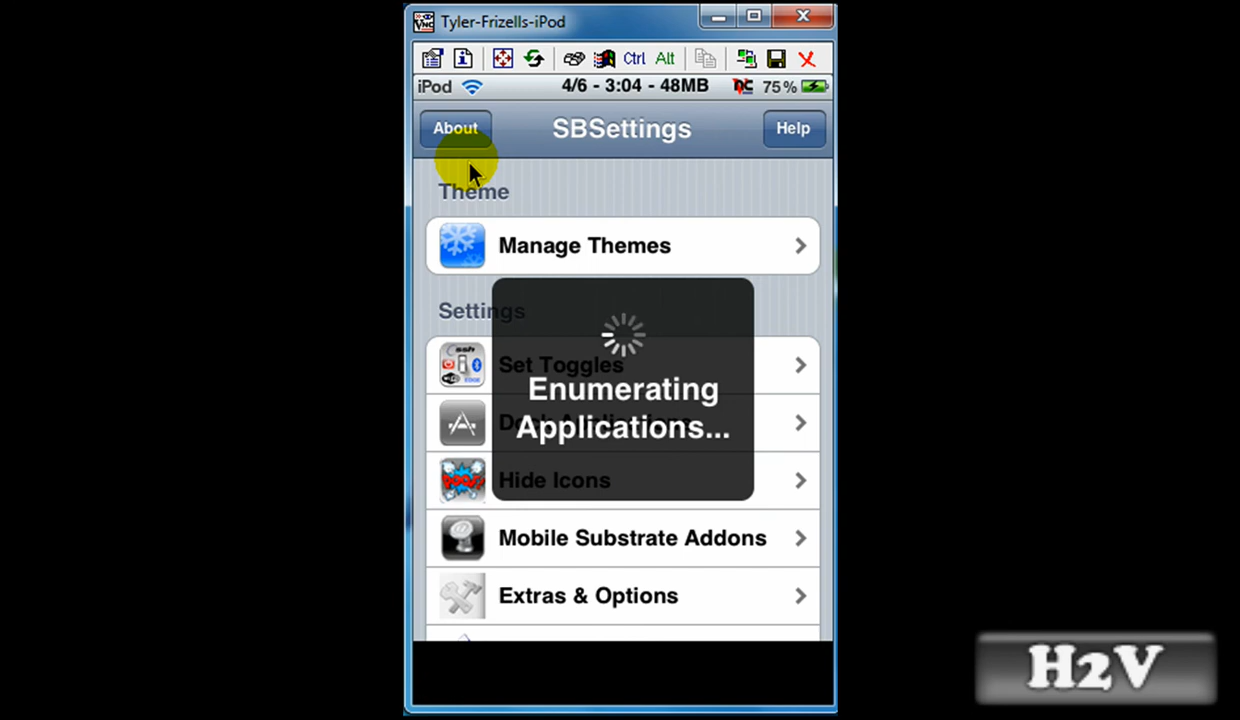 Tyler-Frizells-iPod
Ctrl Alt
iPod 4/6 - 3:04 - 48MB 75%
About SBSettings Help
Theme
Manage Themes
Settings
Set Toggles
Enumerating
Applications...
Hide Icons
Mobile Substrate Addons
Extras & Options
H2V